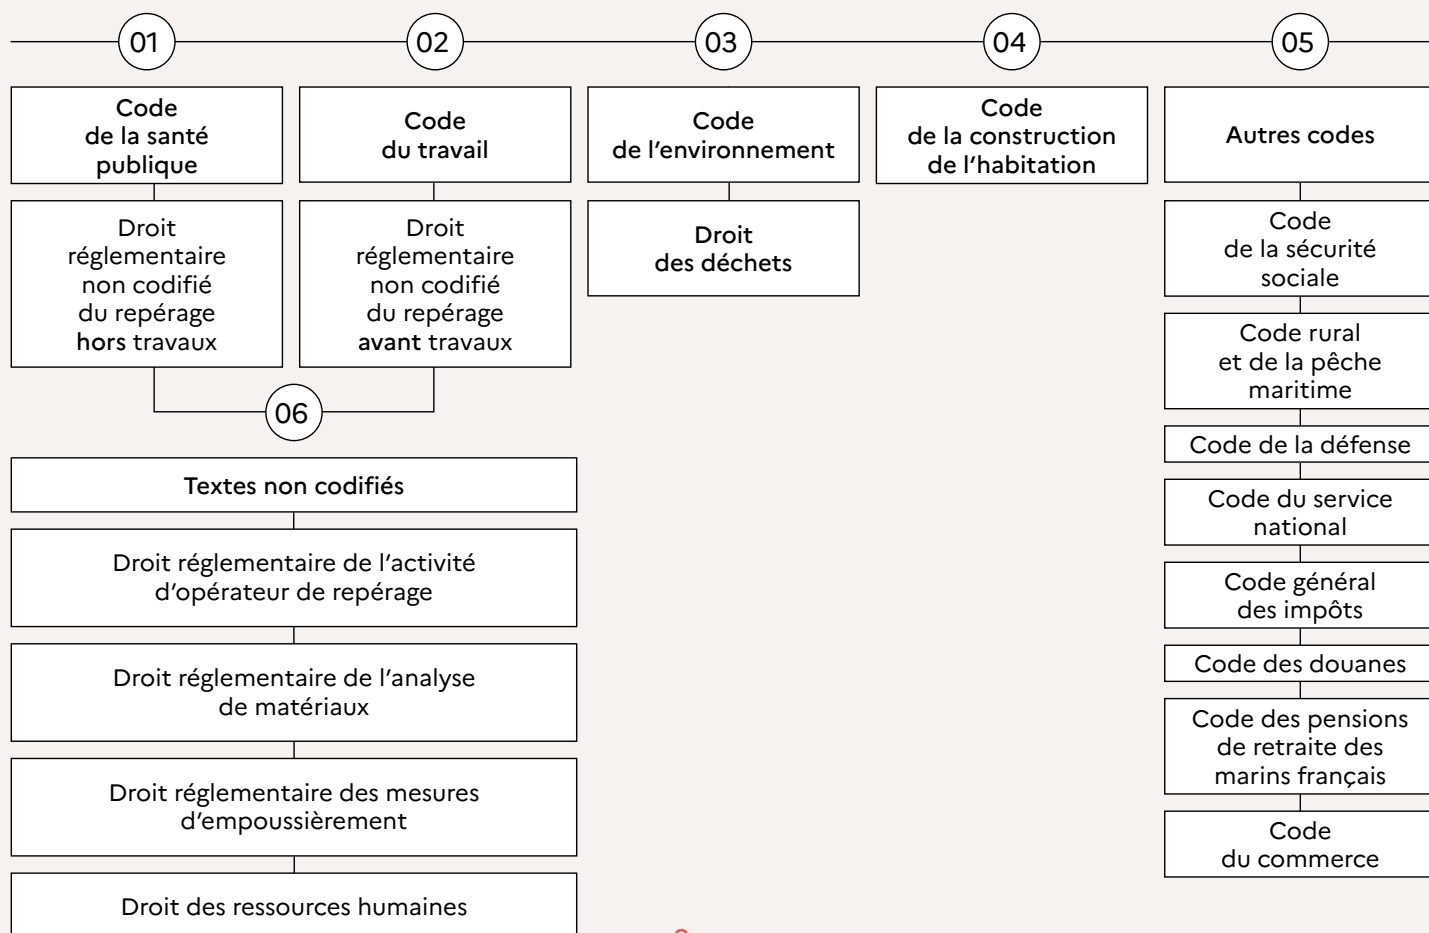 01
02
03
04
05
Code
de la santé
publique
Droit
réglementaire
non codifié
du repérage
hors travaux
Code
du travail
Droit
réglementaire
non codifié
du repérage
avant travaux
06
Textes non codifiés
Droit réglementaire de l’activité
d’opérateur de repérage
Droit réglementaire de l’analyse
de matériaux
Droit réglementaire des mesures
d’empoussièrement
Droit des ressources humaines
Code
de l’environnement
Droit
des déchets
Code
de la construction
de l’habitation
Autres codes
Code
de la sécurité
sociale
Code rural
et de la pêche
maritime
Code de la défense
Code du service
national
Code général
des impôts
Code des douanes
Code des pensions
de retraite des
marins français
Code
du commerce